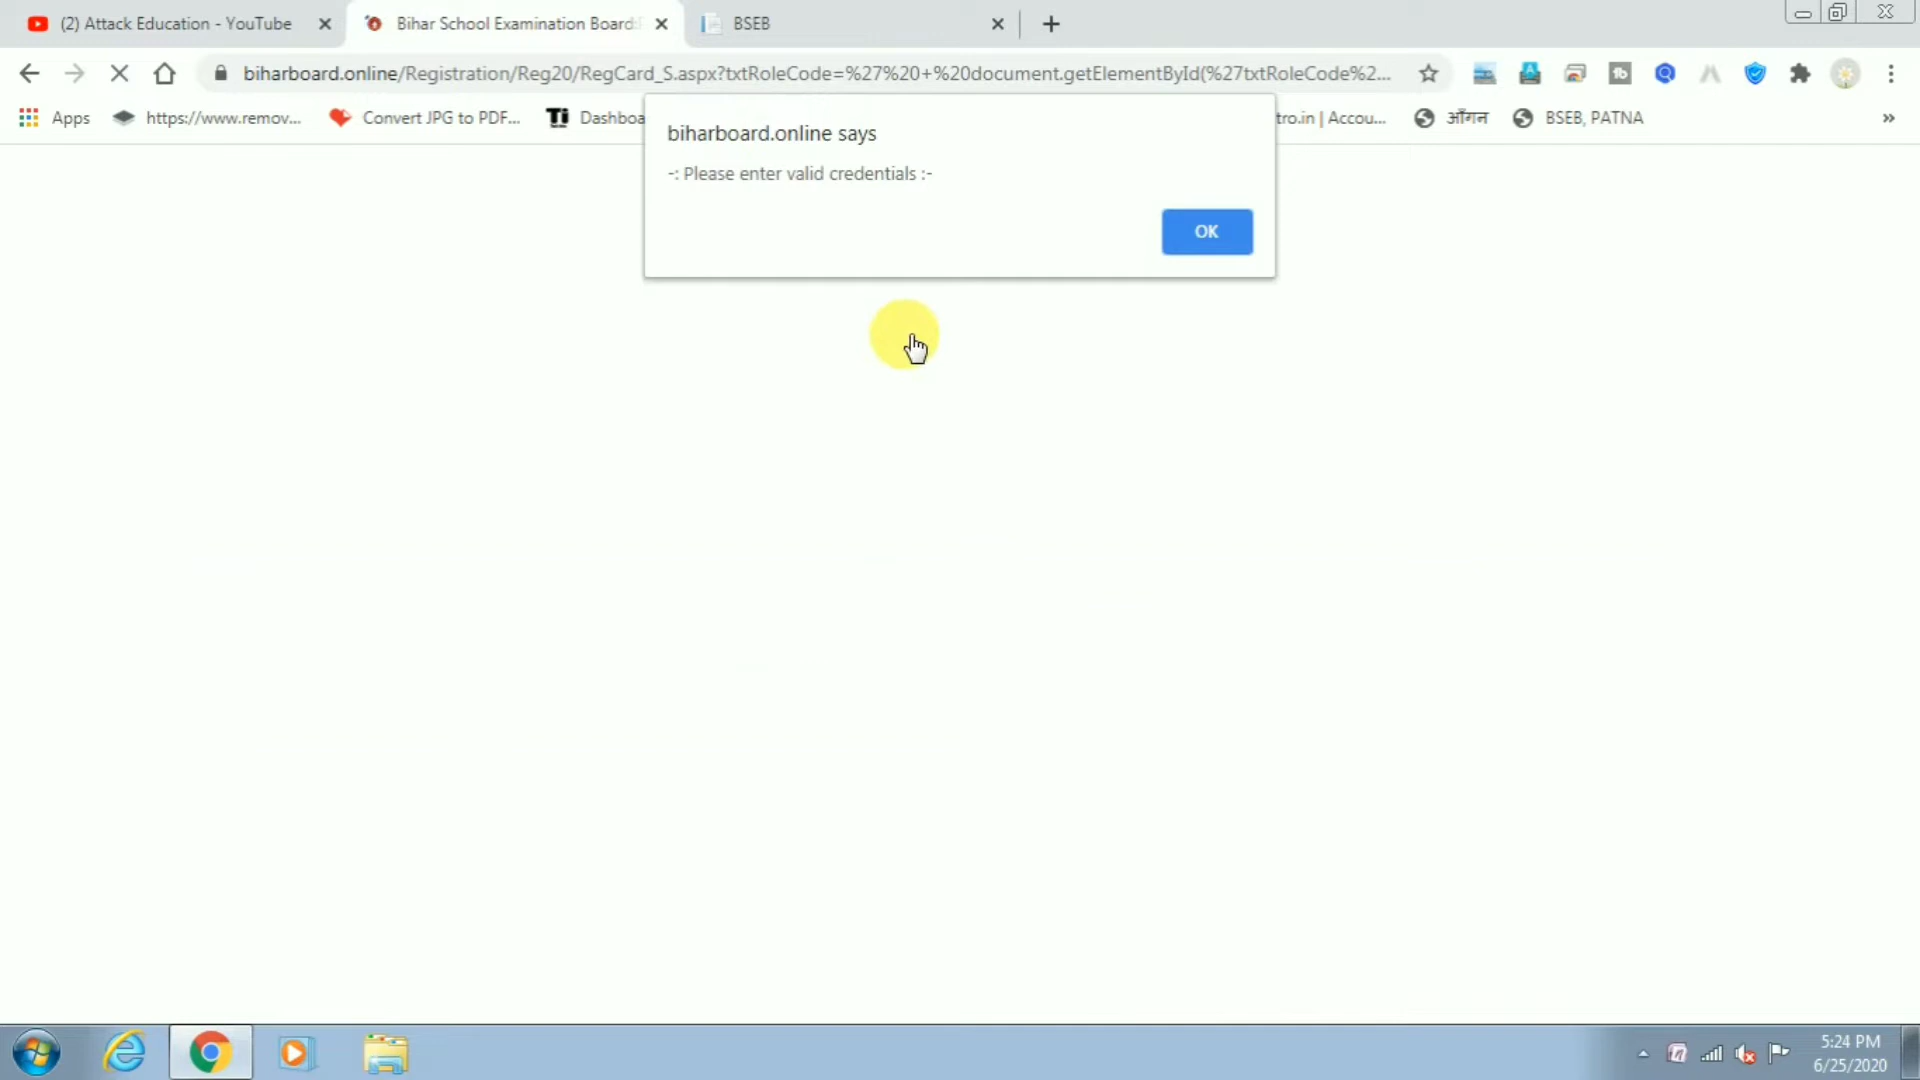 (2) Attack Education - YouTube
Bihar School Examination Board:
BSEB
biharboard.online/Registration/Reg20/RegCard_S.aspx?txtRoleCode=%27%20+%20document.getElementById(%27txtRoleCode%2...
Apps
https://www.remov...
Convert JPG to PDF...
Dashboa
tro.in | Accou...
आँगन
BSEB, PATNA
»
biharboard.online says
-: Please enter valid credentials :-
OK
5:24 PM
6/25/2020